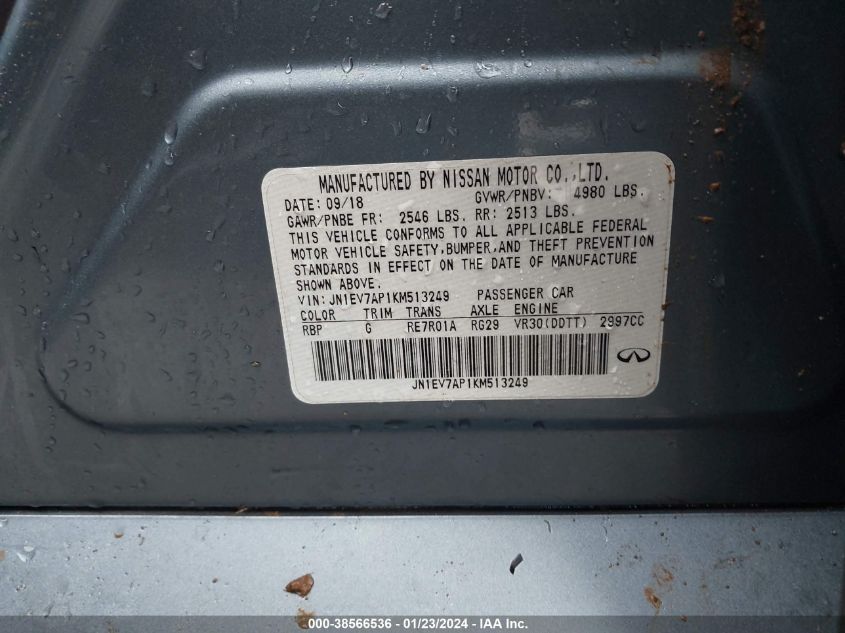 MANUFACTURED BY NISSAN MOTOR CO.,LTD.
DATE: 09/18 GVWR/PNBV: 4980 LBS.
GAWR/PNBE FR: 2546 LBS. RR: 2513 LBS.
THIS VEHICLE CONFORMS TO ALL APPLICABLE FEDERAL
MOTOR VEHICLE SAFETY,BUMPER,AND THEFT PREVENTION
STANDARDS IN EFFECT ON THE DATE OF MANUFACTURE
SHOWN ABOVE.
VIN: JN1EV7AP1KM513249 PASSENGER CAR
COLOR TRIM TRANS AXLE ENGINE
RBP G RE7R01A RG29 VR30(DDTT) 2997CC
JN1EV7AP1KM513249
000-38566536 - 01/23/2024 - IAA Inc.